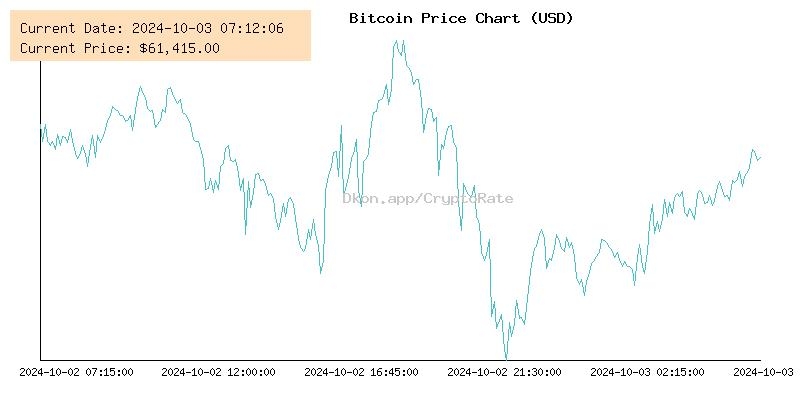 Bitcoin Price Chart (USD)
Current Date: 2024-10-03 07:12:06
Current Price: $61,415.00
Dkon.app/CryptoRate
2024-10-02 07:15:00
2024-10-02 12:00:00
2024-10-02 16:45:00
2024-10-02 21:30:00
2024-10-03 02:15:00
2024-10-03